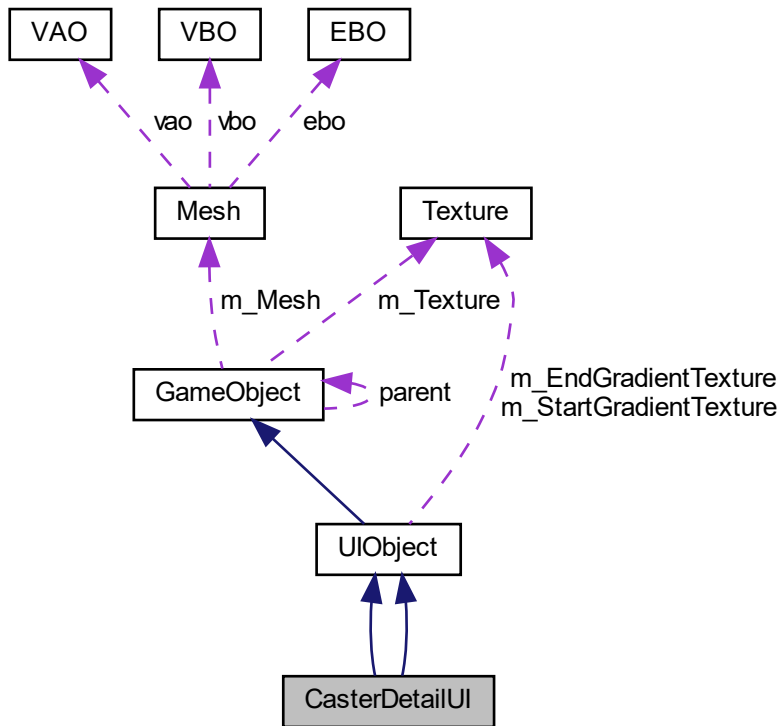 VAO
VBO
EBO
vao
vbo
ebo
Mesh
Texture
m_Mesh
m_Texture
GameObject
parent
m_EndGradientTexture
m_StartGradientTexture
UIObject
CasterDetailUI